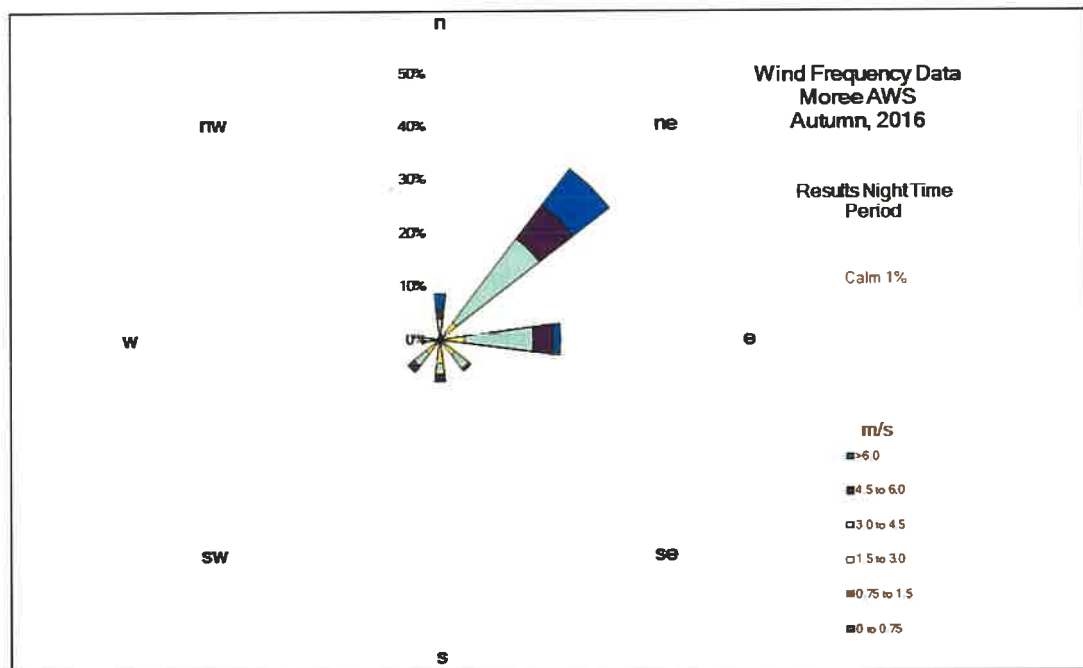 n
50%
Wind Frequency Data
Moree AWS
Autumn, 2016
nw
40%
ne
30%
Results Night Time
Period
20%
Calm 1%
10%
w
0%
e
m/s
>6.0
4.5 to 6.0
3.0 to 4.5
1.5 to 3.0
sw
se
0.75 to 1.5
0 to 0.75
s